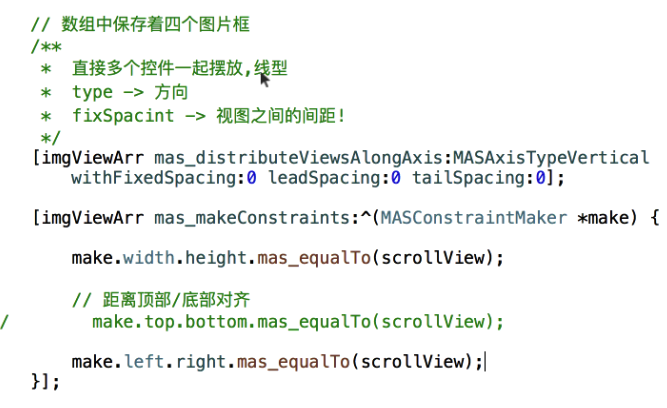 // 数组中保存着四个图片框
/**
 *  直接多个控件一起摆放,线型
 *  type -> 方向
 *  fixSpacint -> 视图之间的间距!
 */
[imgViewArr mas_distributeViewsAlongAxis:MASAxisTypeVertical
withFixedSpacing:0 leadSpacing:0 tailSpacing:0];
[imgViewArr mas_makeConstraints:^(MASConstraintMaker *make) {
make.width.height.mas_equalTo(scrollView);
// 距离顶部/底部对齐
/ make.top.bottom.mas_equalTo(scrollView);
make.left.right.mas_equalTo(scrollView);
}];